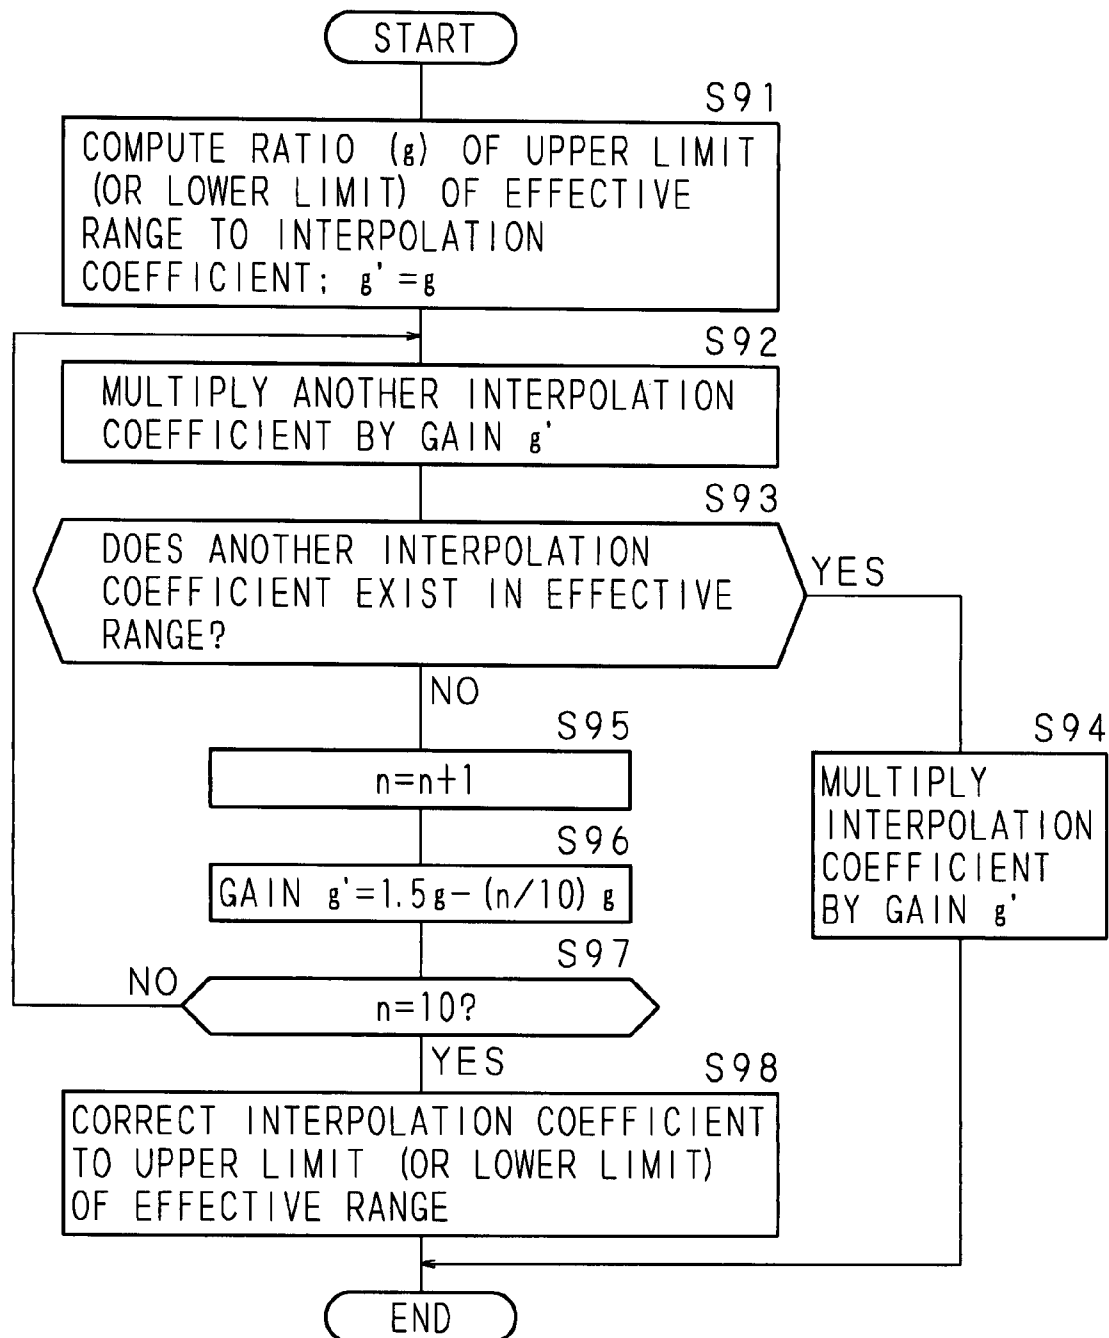 START
S91
COMPUTE RATIO (g) OF UPPER LIMIT
(OR LOWER LIMIT) OF EFFECTIVE
RANGE TO INTERPOLATION
COEFFICIENT; g'=g
S92
MULTIPLY ANOTHER INTERPOLATION
COEFFICIENT BY GAIN g'
S93
DOES ANOTHER INTERPOLATION
COEFFICIENT EXIST IN EFFECTIVE
RANGE?
YES
NO
S95
n=n+1
S94
MULTIPLY
INTERPOLATION
COEFFICIENT
BY GAIN g'
S96
GAIN g'=1.5g-(n/10) g
S97
NO
n=10?
YES
S98
CORRECT INTERPOLATION COEFFICIENT
TO UPPER LIMIT (OR LOWER LIMIT)
OF EFFECTIVE RANGE
END